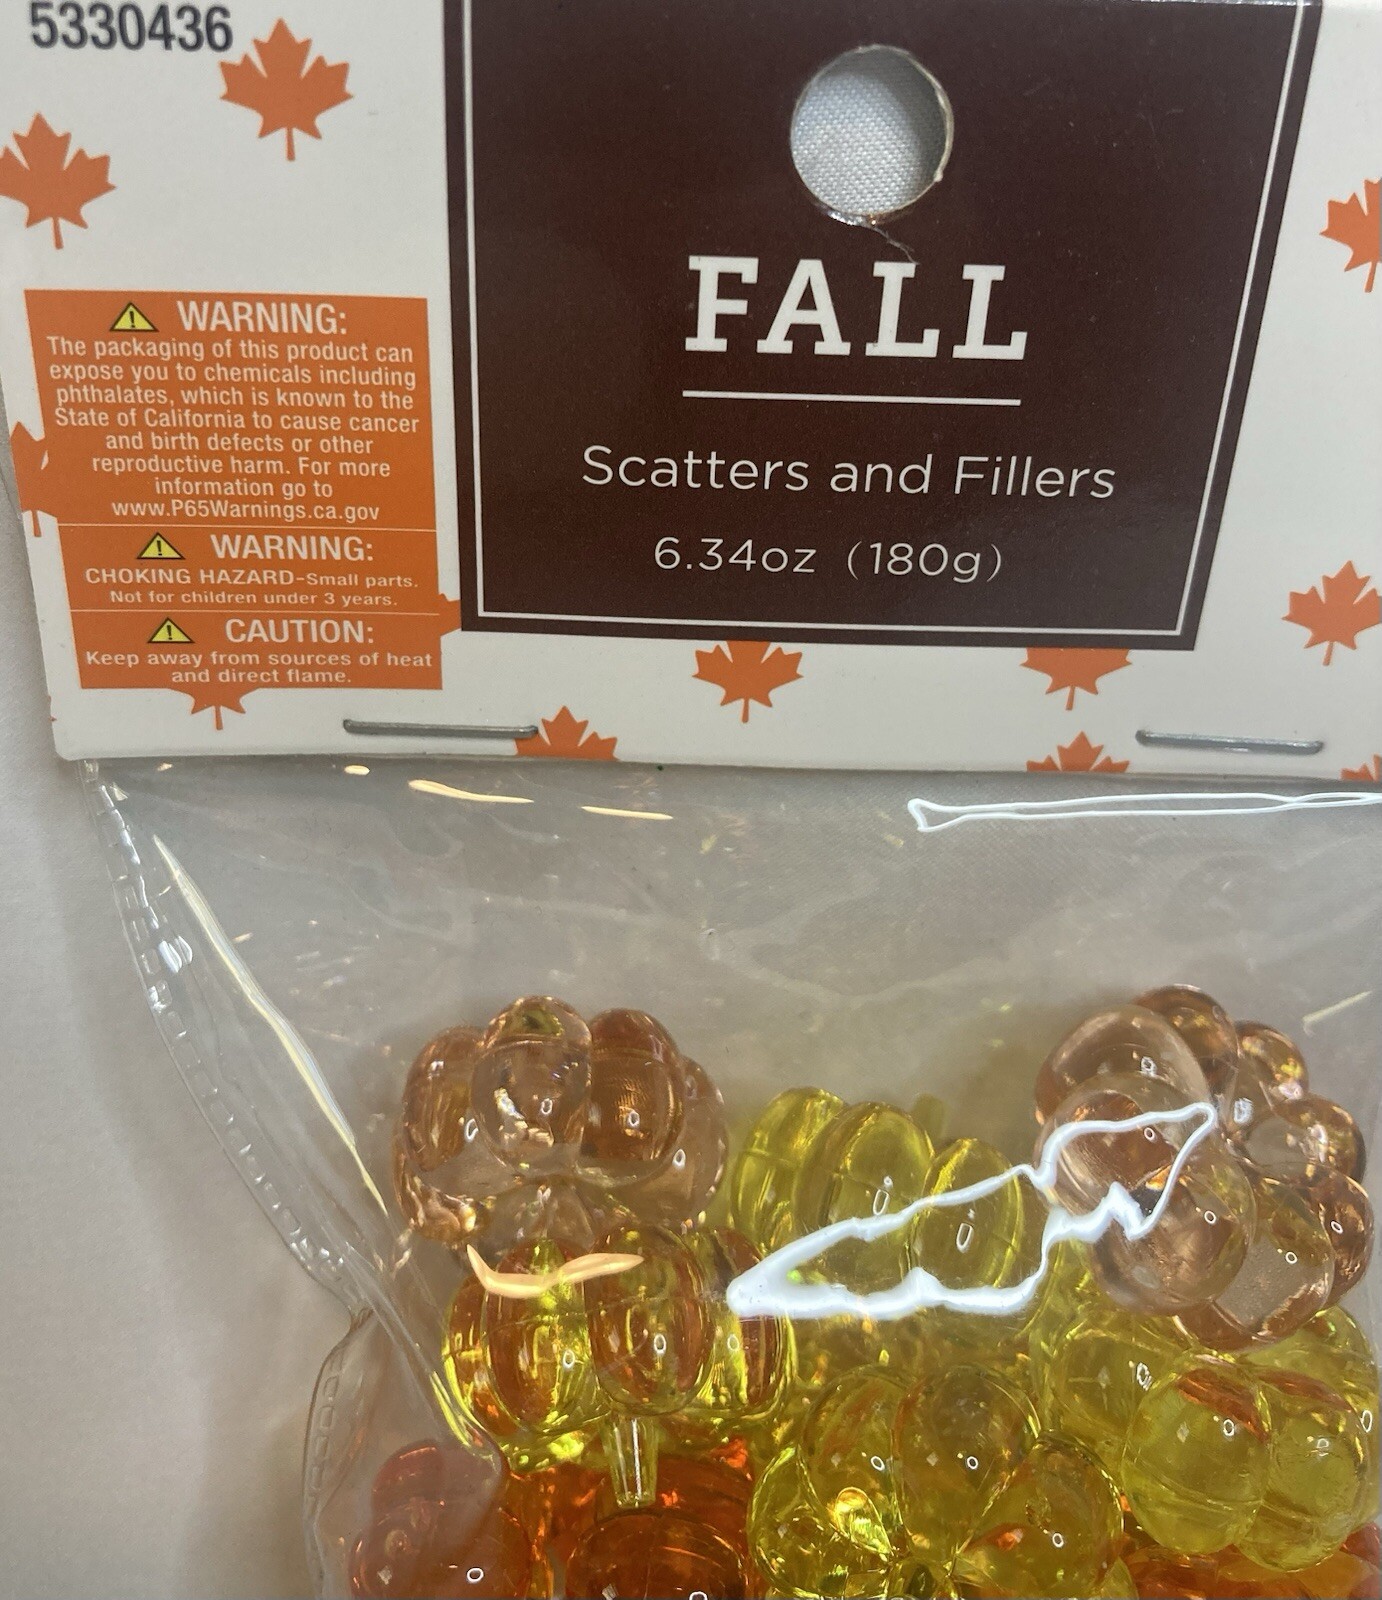 5330436
FALL
Scatters and Fillers
6.34oz (180g)
WARNING:
The packaging of this product can
expose you to chemicals including
phthalates, which is known to the
State of California to cause cancer
and birth defects or other
reproductive harm. For more
information go to
www.P65Warnings.ca.gov
WARNING:
CHOKING HAZARD-Small parts.
Not for children under 3 years.
CAUTION:
Keep away from sources of heat
and direct flame.